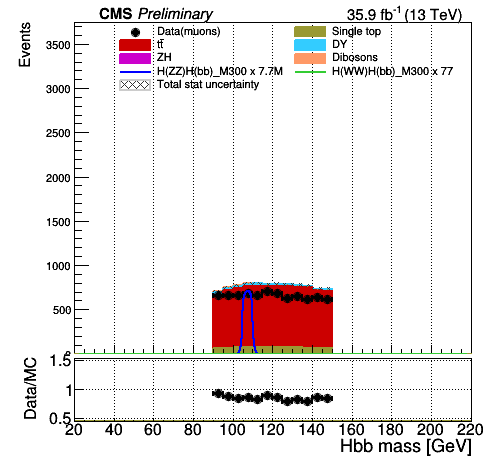 CMS Preliminary 35.9 fb⁻¹ (13 TeV)
Events
Data(muons) Single top
tt̄ DY
ZH Dibosons
H(ZZ)H(bb)_M300 x 7.7M H(WW)H(bb)_M300 x 77
Total stat uncertainty
3500
3000
2500
2000
1500
1000
500
Data/MC
1.5
1
0.5
20 40 60 80 100 120 140 160 180 200 220
Hbb mass [GeV]